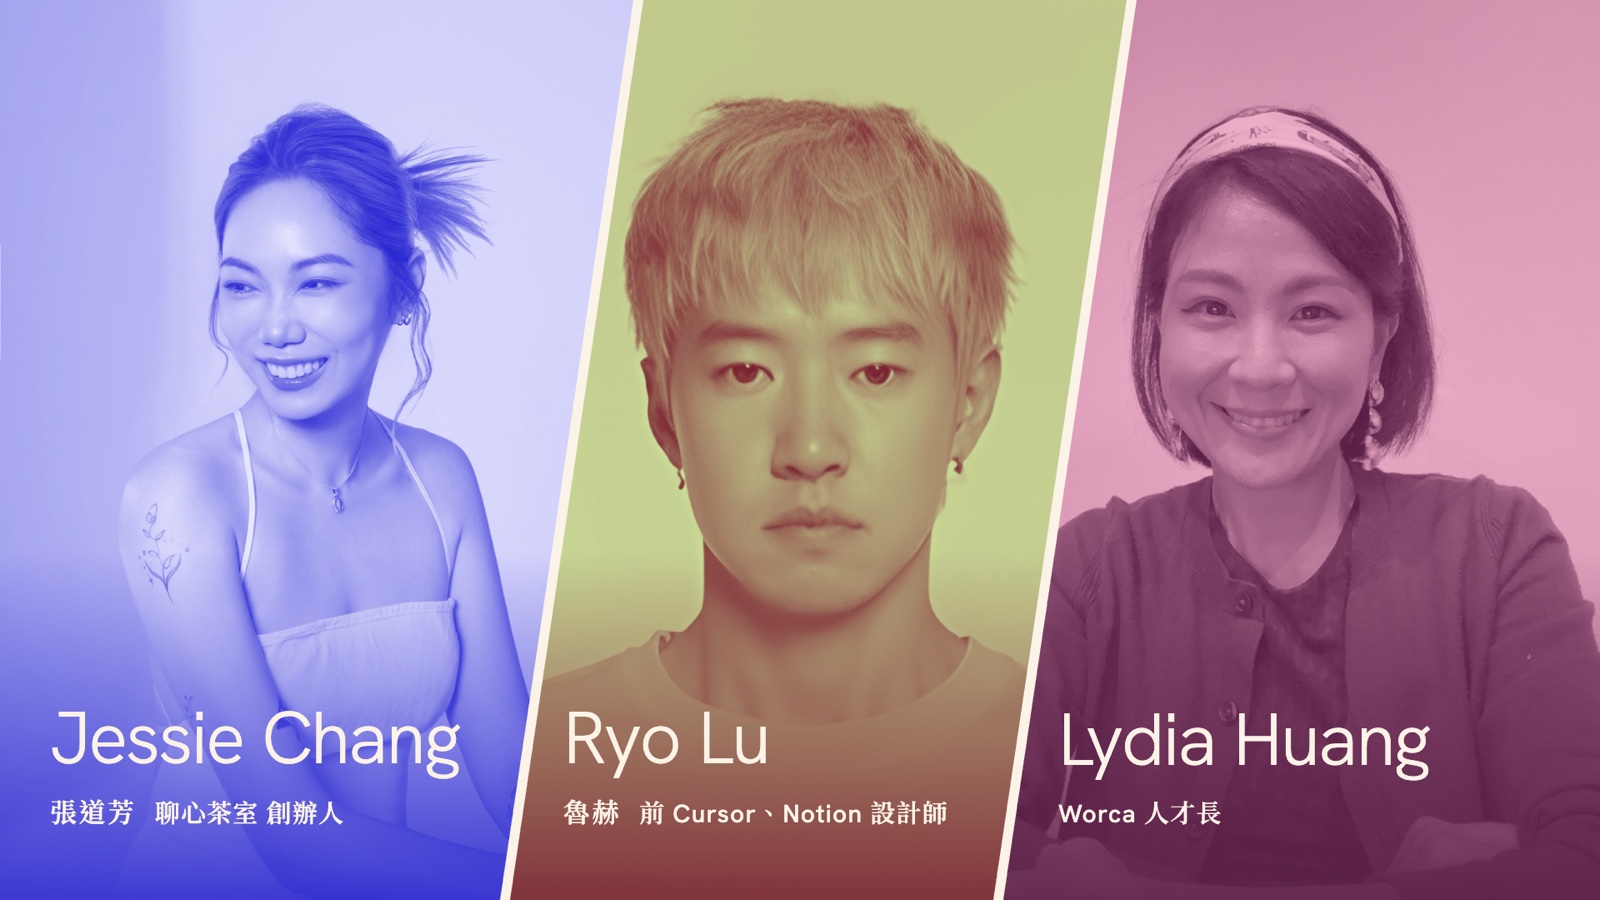 Jessie Chang
張道芳 聊心茶室 創辦人
Ryo Lu
魯赫 前 Cursor、Notion 設計師
Lydia Huang
Worca 人才長